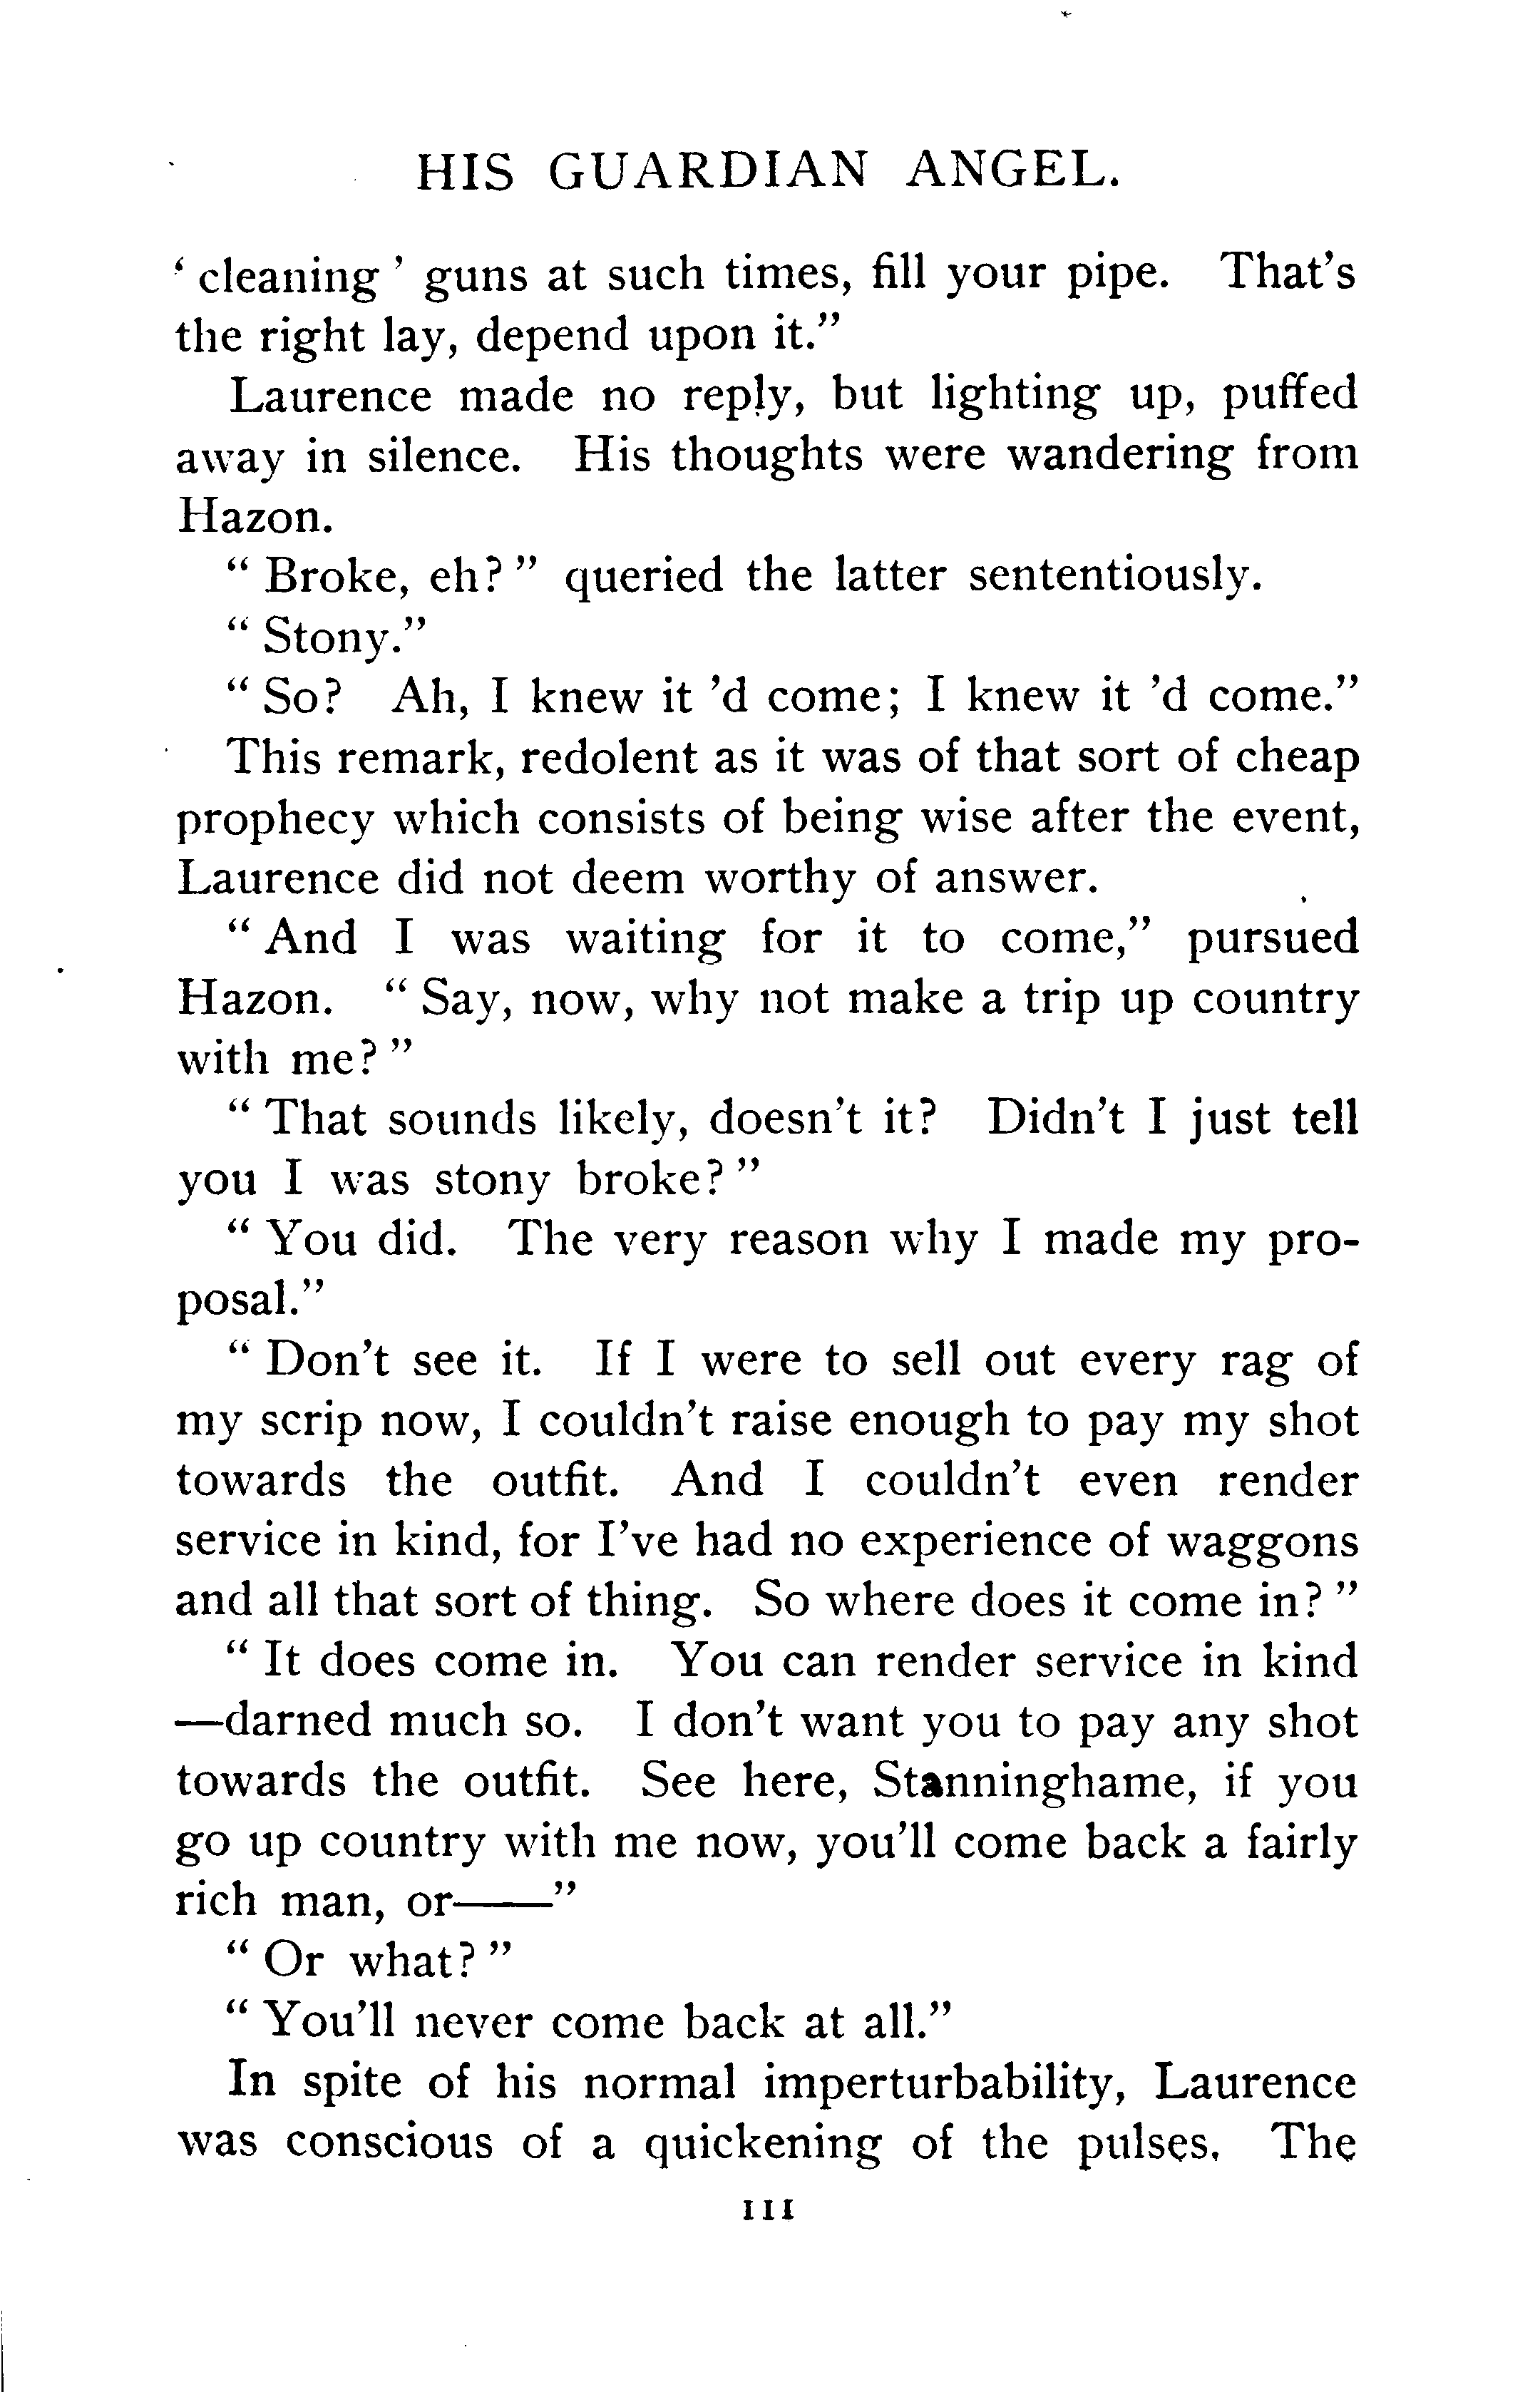 HIS GUARDIAN ANGEL.
‘ cleaning ’ guns at such times, fill your pipe. That’s
the right lay, depend upon it.”
Laurence made no reply, but lighting up, puffed
away in silence. His thoughts were wandering from
Hazon.
“ Broke, eh? ” queried the latter sententiously.
“ Stony.”
“ So? Ah, I knew it ’d come; I knew it ’d come.”
This remark, redolent as it was of that sort of cheap
prophecy which consists of being wise after the event,
Laurence did not deem worthy of answer.
“ And I was waiting for it to come,” pursued
Hazon. “ Say, now, why not make a trip up country
with me? ”
“ That sounds likely, doesn’t it? Didn’t I just tell
you I was stony broke? ”
“ You did. The very reason why I made my pro-
posal.”
“ Don’t see it. If I were to sell out every rag of
my scrip now, I couldn’t raise enough to pay my shot
towards the outfit. And I couldn’t even render
service in kind, for I’ve had no experience of waggons
and all that sort of thing. So where does it come in? ”
“ It does come in. You can render service in kind
—darned much so. I don’t want you to pay any shot
towards the outfit. See here, Stanninghame, if you
go up country with me now, you’ll come back a fairly
rich man, or——”
“ Or what? ”
“ You’ll never come back at all.”
In spite of his normal imperturbability, Laurence
was conscious of a quickening of the pulses. The
111